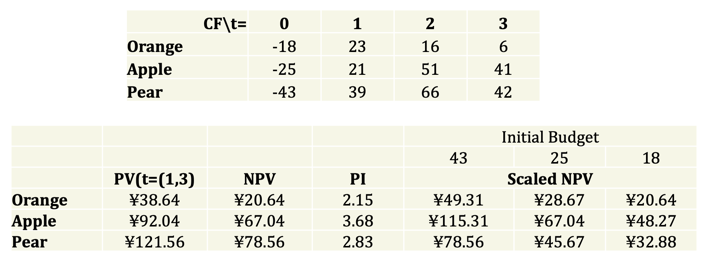 CF\t= 0 1 2 3
Orange -18 23 16 6
Apple -25 21 51 41
Pear -43 39 66 42
Initial Budget
43 25 18
PV(t=(1,3) NPV PI Scaled NPV
Orange ¥38.64 ¥20.64 2.15 ¥49.31 ¥28.67 ¥20.64
Apple ¥92.04 ¥67.04 3.68 ¥115.31 ¥67.04 ¥48.27
Pear ¥121.56 ¥78.56 2.83 ¥78.56 ¥45.67 ¥32.88